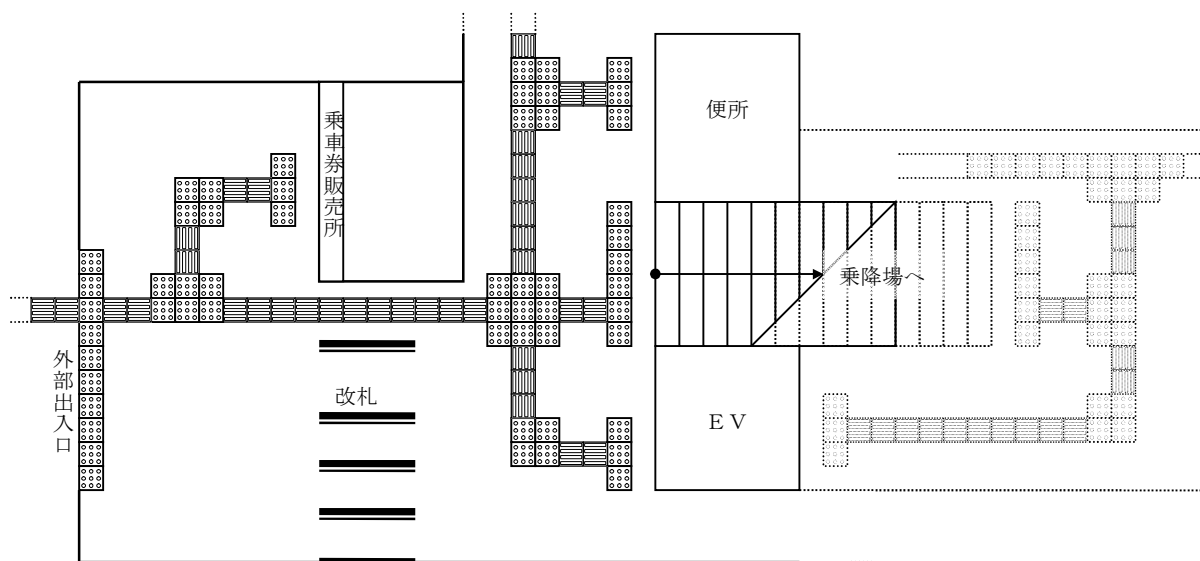 便所
乗車券販売所
乗降場へ
外部出入口
改札
ＥＶ